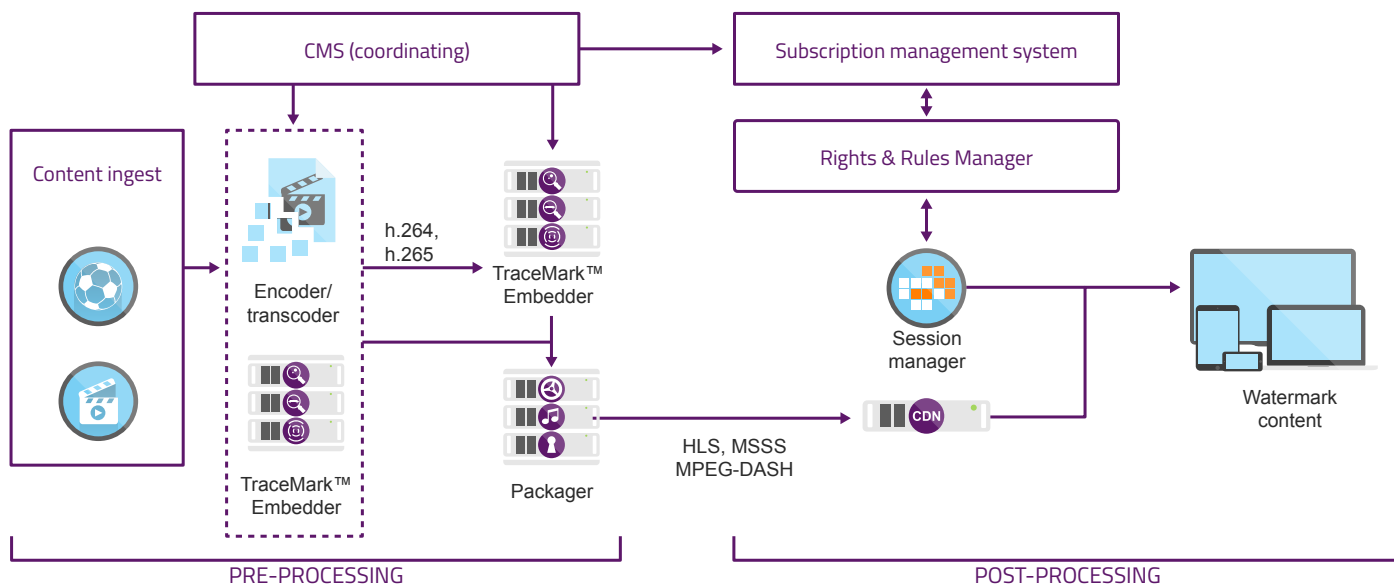 CMS (coordinating)
Subscription management system
Rights & Rules Manager
Content ingest
Encoder/
transcoder
h.264,
h.265
TraceMark™
Embedder
TraceMark™
Embedder
Packager
HLS, MSSS
MPEG-DASH
Session
manager
CDN
Watermark
content
PRE-PROCESSING
POST-PROCESSING